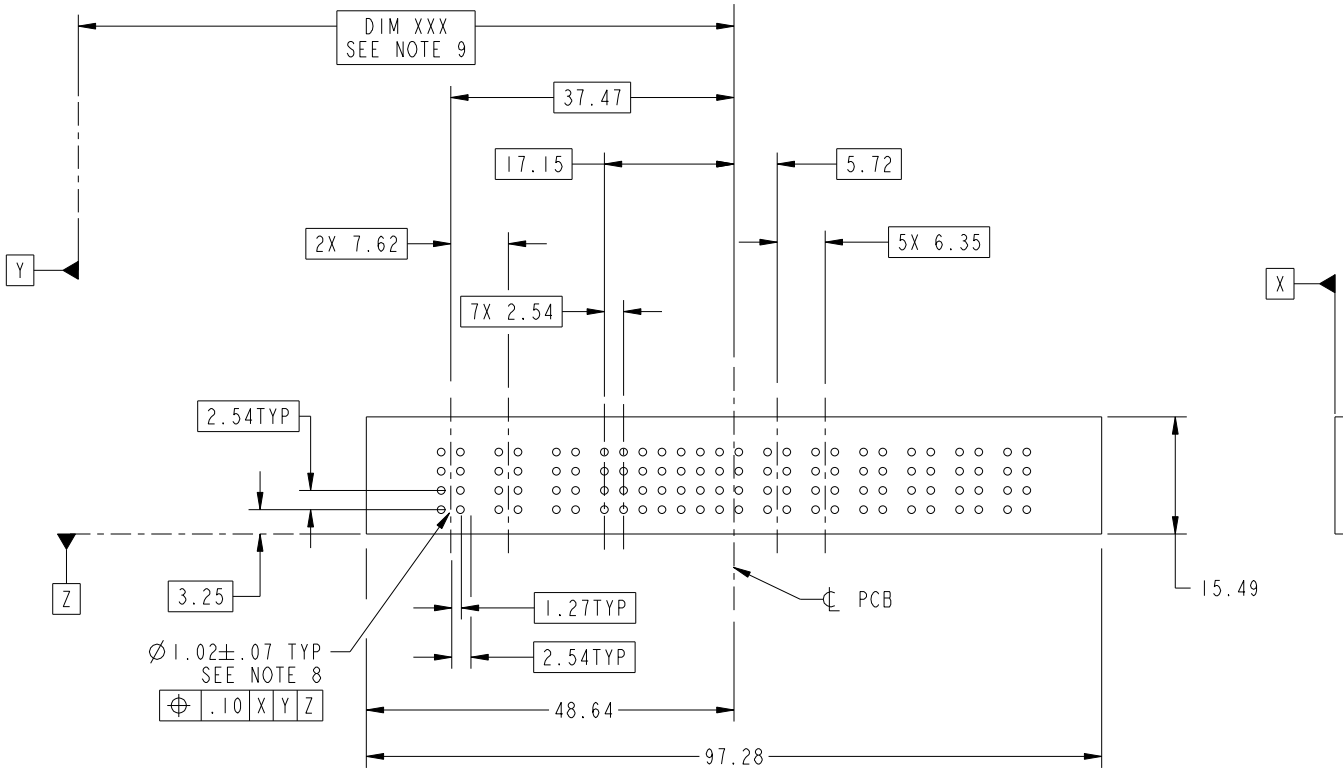 DIM XXX
SEE NOTE 9
37.47
17.15
5.72
2X 7.62
5X 6.35
Y
X
7X 2.54
2.54TYP
Z
3.25
1.27TYP
℄ PCB
15.49
Ø1.02±.07 TYP
SEE NOTE 8
2.54TYP
⌖ .10 X Y Z
48.64
97.28